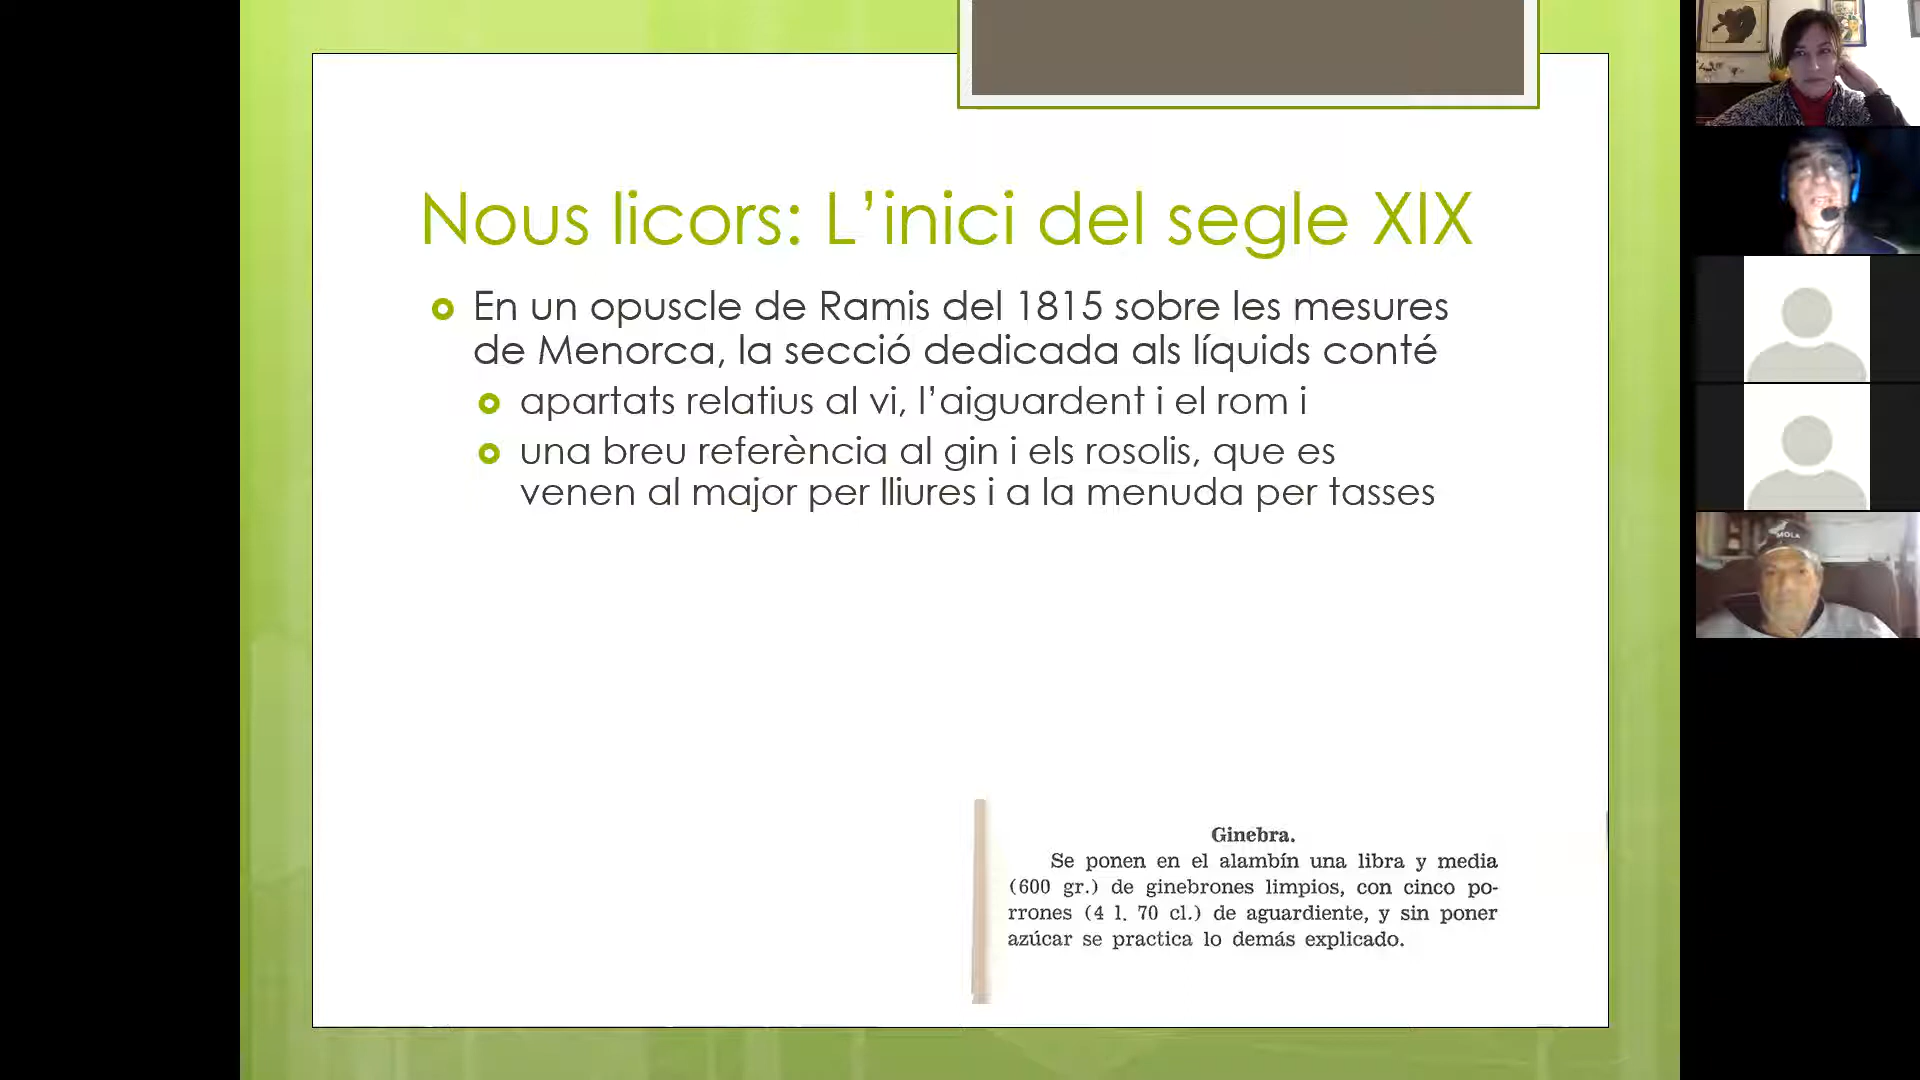 Nous licors: L’inici del segle XIX
En un opuscle de Ramis del 1815 sobre les mesures
de Menorca, la secció dedicada als líquids conté
apartats relatius al vi, l’aiguardent i el rom i
una breu referència al gin i els rosolis, que es
venen al major per lliures i a la menuda per tasses
Ginebra.
Se ponen en el alambín una libra y media
(600 gr.) de ginebrones limpios, con cinco po-
rrones (4 l. 70 cl.) de aguardiente, y sin poner
azúcar se practica lo demás explicado.
MOLA